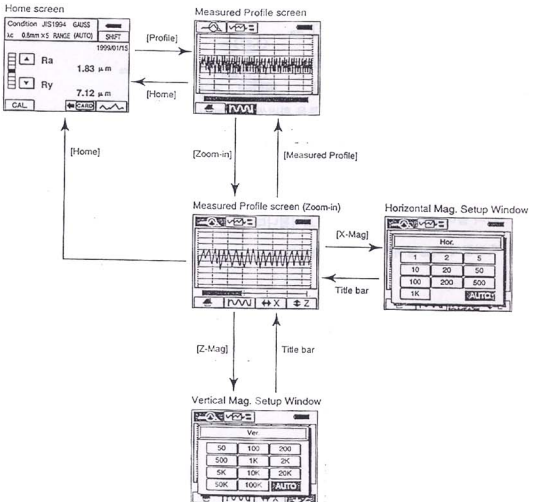 Home screen
Condition JIS1994 GAUSS
λc 0.8mm×5 RANGE (AUTO) SHIFT
1999/01/15
Ra
1.83 μm
Ry
7.12 μm
CAL CARD
[Profile]
[Home]
Measured Profile screen
[Home]
[Zoom-in]
[Measured Profile]
Measured Profile screen (Zoom-in)
X Z
[X-Mag]
Title bar
Horizontal Mag. Setup Window
Hor.
1 2 5
10 20 50
100 200 500
1K AUTO
[Z-Mag]
Title bar
Vertical Mag. Setup Window
Ver
50 100 200
500 1K 2K
5K 10K 20K
50K 100K AUTO